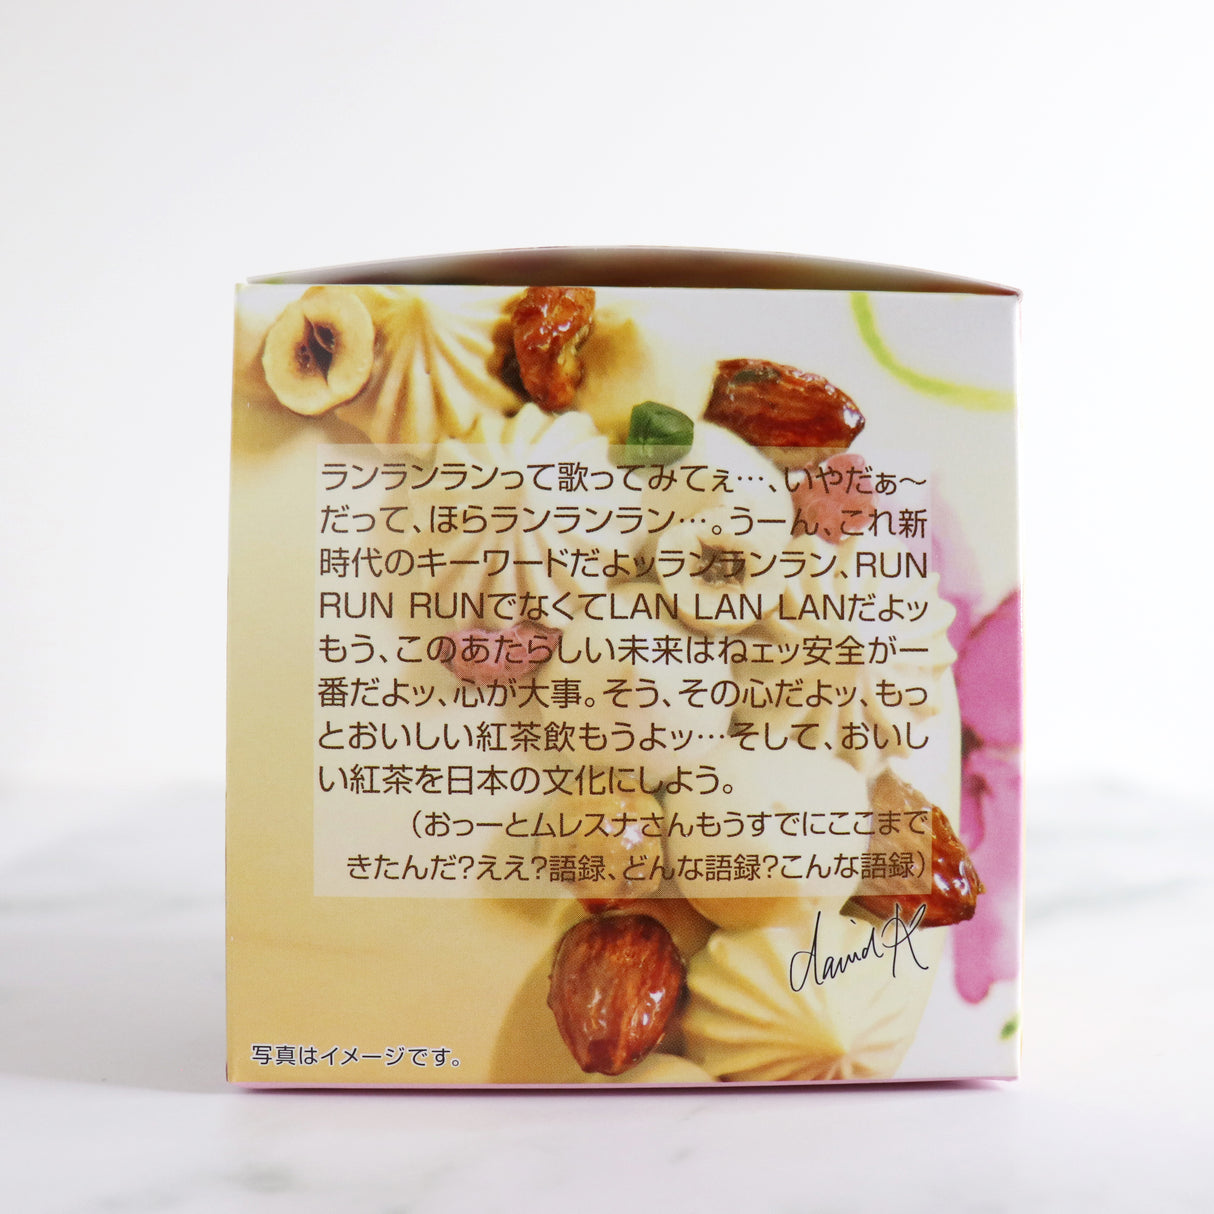 ランランランって歌ってみてぇ…、いやだぁ～
だって、ほらランランラン…。うーん、これ新
時代のキーワードだよッランランラン、RUN
RUN RUNでなくてLAN LAN LANだよッ
もう、このあたらしい未来はねェッ安全が一
番だよッ、心が大事。そう、その心だよッ、もっ
とおいしい紅茶飲もうよッ…そして、おいし
い紅茶を日本の文化にしよう。
（おっーとムレスナさんもうすでにここまで
きたんだ?ええ?語録、どんな語録?こんな語録）
david K
写真はイメージです。